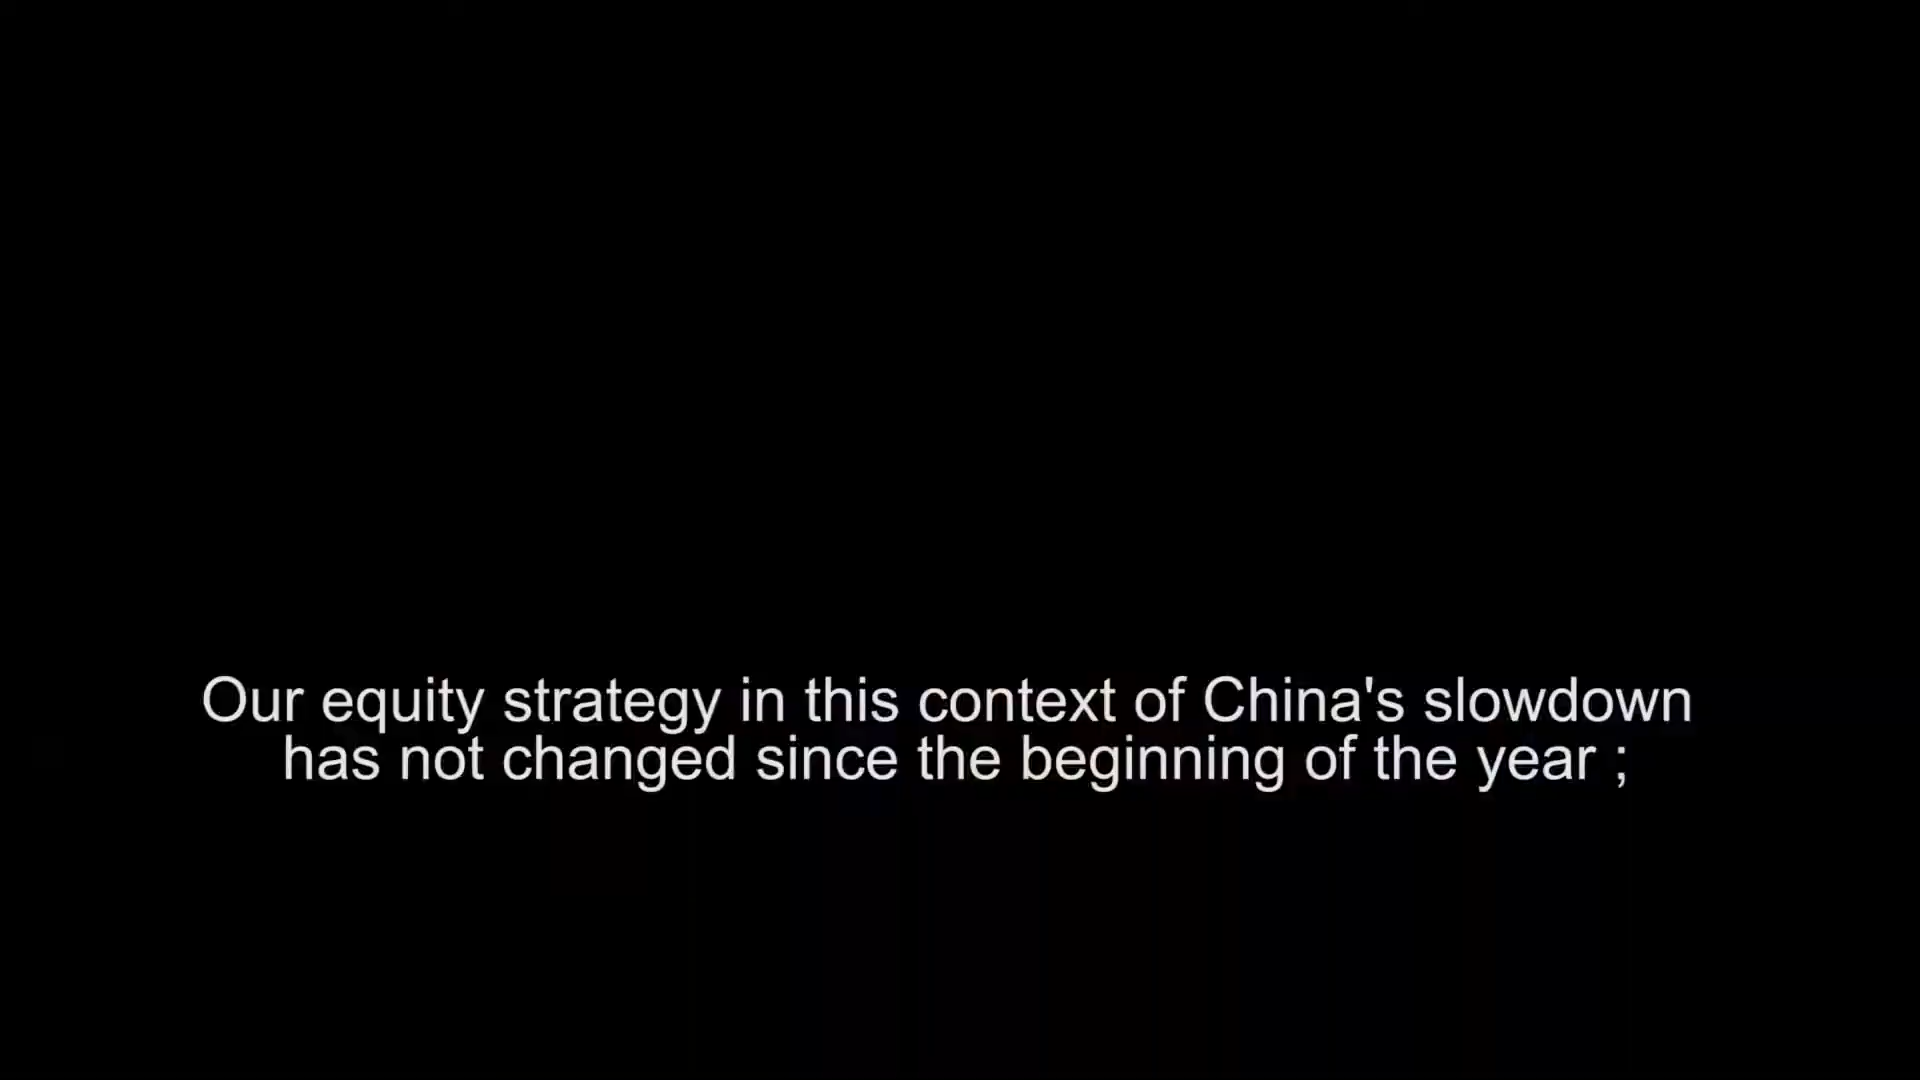 Our equity strategy in this context of China's slowdown
has not changed since the beginning of the year ;